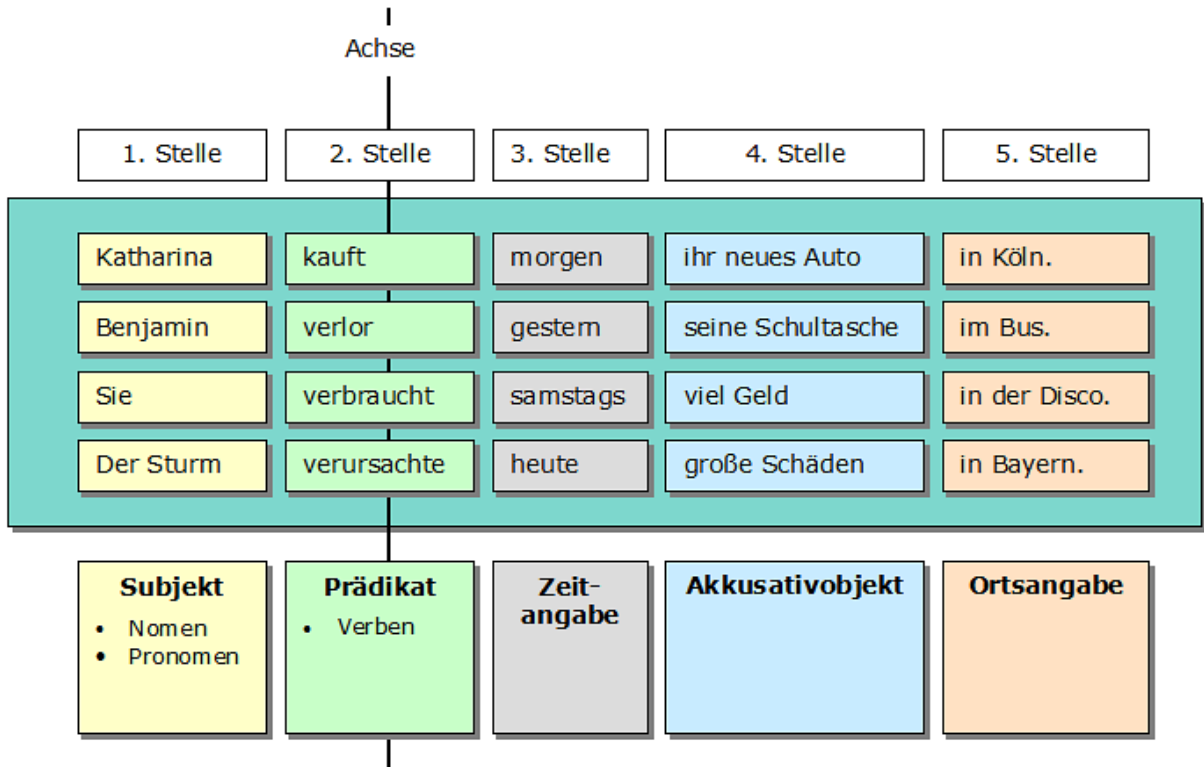 Achse
1. Stelle 2. Stelle 3. Stelle 4. Stelle 5. Stelle
Katharina kauft morgen ihr neues Auto in Köln.
Benjamin verlor gestern seine Schultasche im Bus.
Sie verbraucht samstags viel Geld in der Disco.
Der Sturm verursachte heute große Schäden in Bayern.
Subjekt
• Nomen
• Pronomen
Prädikat
• Verben
Zeit-
angabe
Akkusativobjekt
Ortsangabe